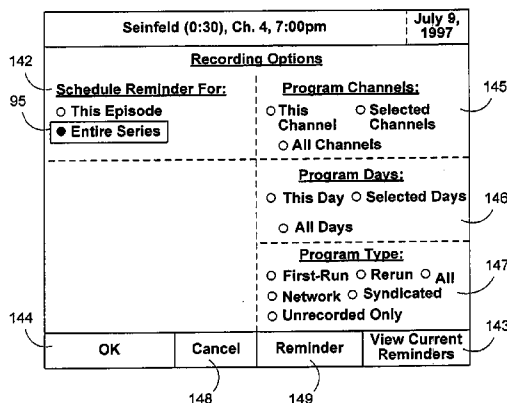 Seinfeld (0:30), Ch. 4, 7:00pm
July 9,
1997
Recording Options
142
Schedule Reminder For:
95
○ This Episode
● Entire Series
Program Channels:
145
○ This Channel
○ Selected Channels
○ All Channels
Program Days:
○ This Day ○ Selected Days
146
○ All Days
Program Type:
○ First-Run ○ Rerun ○ All
147
○ Network ○ Syndicated
○ Unrecorded Only
144
OK
Cancel
Reminder
View Current
Reminders
143
148
149